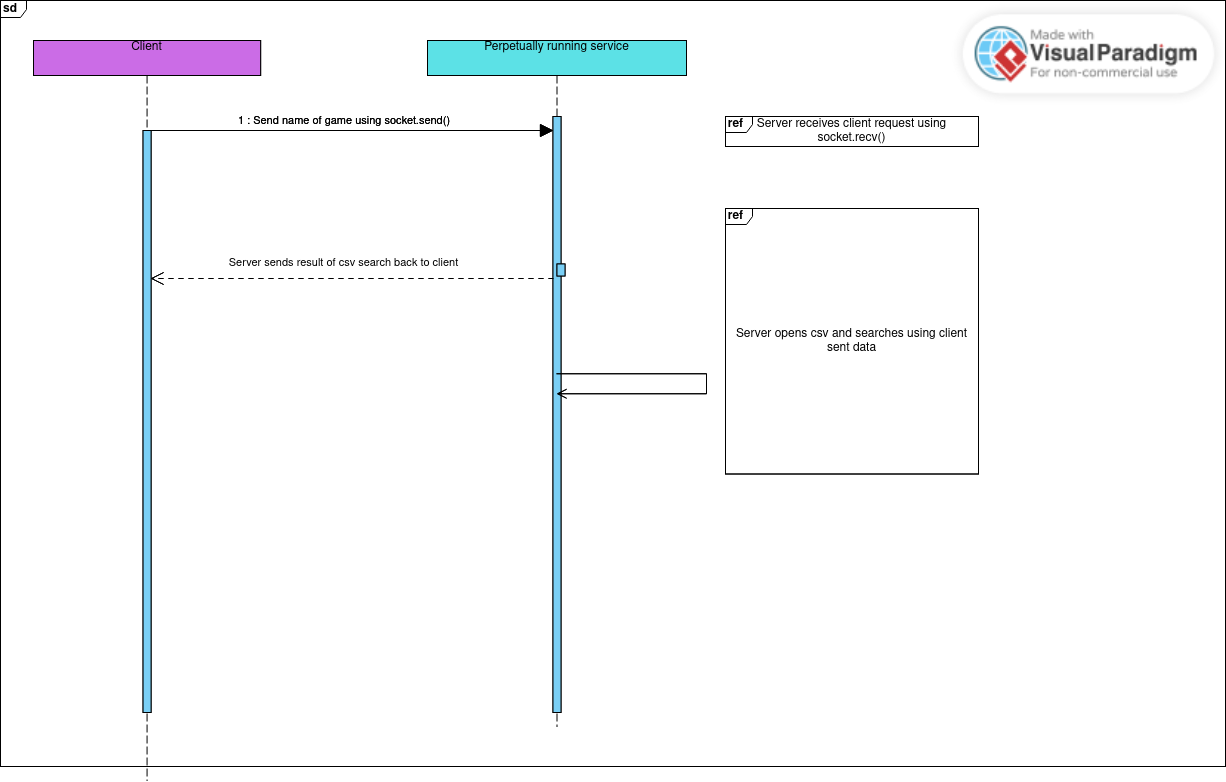 sd
Client
Perpetually running service
Made with
Visual Paradigm
For non-commercial use
1 : Send name of game using socket.send()
ref
Server receives client request using
socket.recv()
ref
Server sends result of csv search back to client
Server opens csv and searches using client
sent data